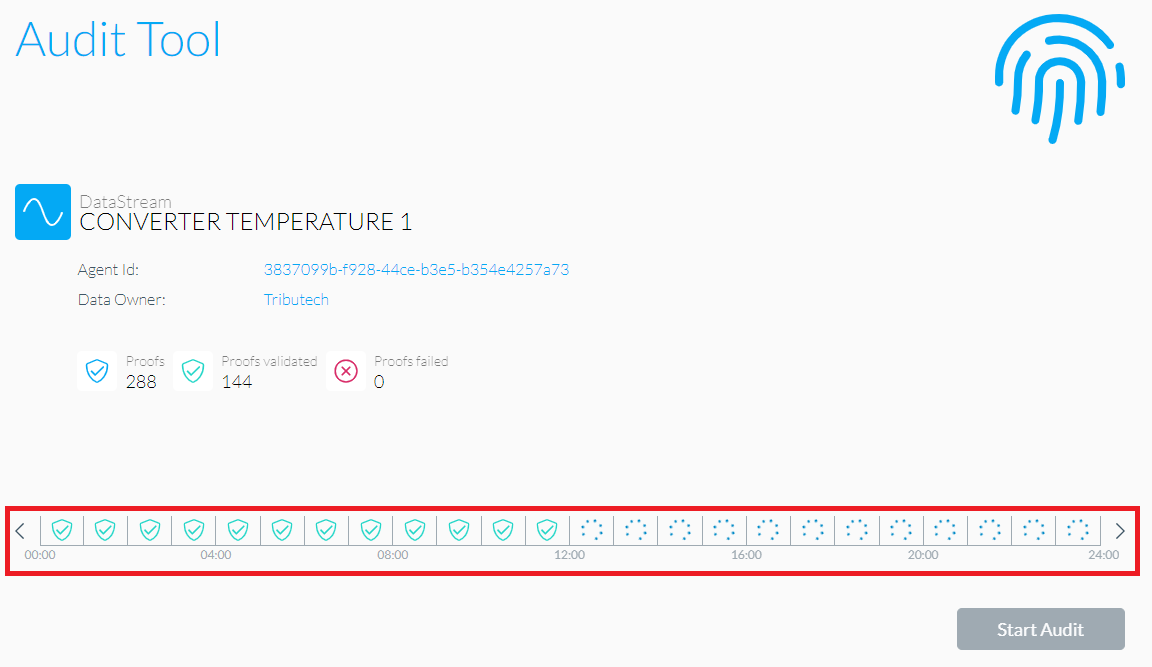 Audit Tool
DataStream
CONVERTER TEMPERATURE 1
Agent Id: 3837099b-f928-44ce-b3e5-b354e4257a73
Data Owner: Tributech
Proofs Proofs validated Proofs failed
288 144 0
00:00 04:00 08:00 12:00 16:00 20:00 24:00
Start Audit